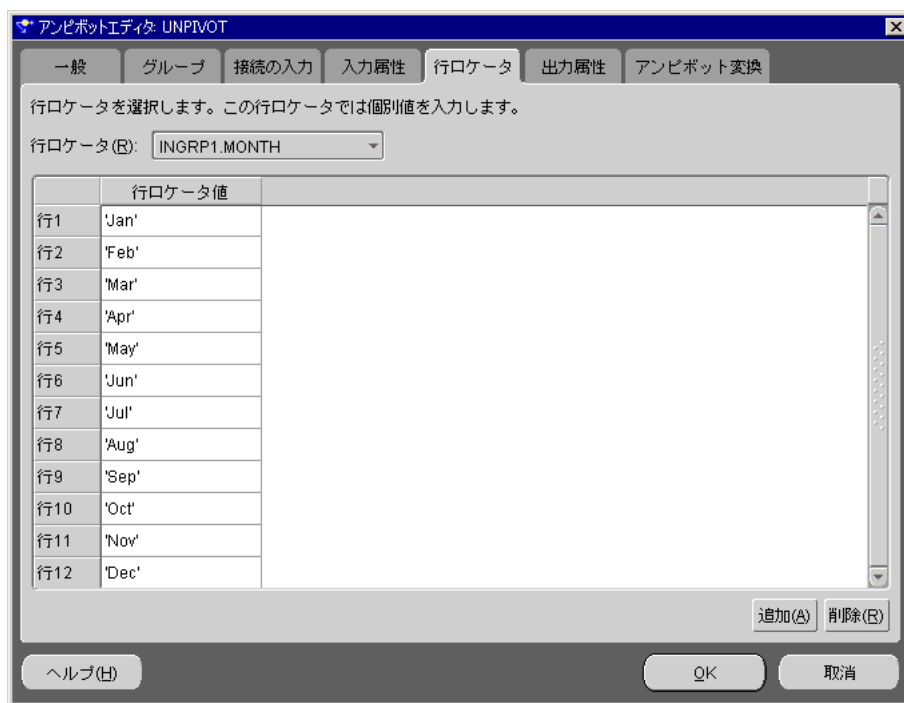 アンピボットエディタ: UNPIVOT
一般 グループ 接続の入力 入力属性 行ロケータ 出力属性 アンピボット変換
行ロケータを選択します。この行ロケータでは個別値を入力します。
行ロケータ(R): INGRP1.MONTH
行ロケータ値
行1 'Jan'
行2 'Feb'
行3 'Mar'
行4 'Apr'
行5 'May'
行6 'Jun'
行7 'Jul'
行8 'Aug'
行9 'Sep'
行10 'Oct'
行11 'Nov'
行12 'Dec'
追加(A) 削除(R)
ヘルプ(H) OK 取消